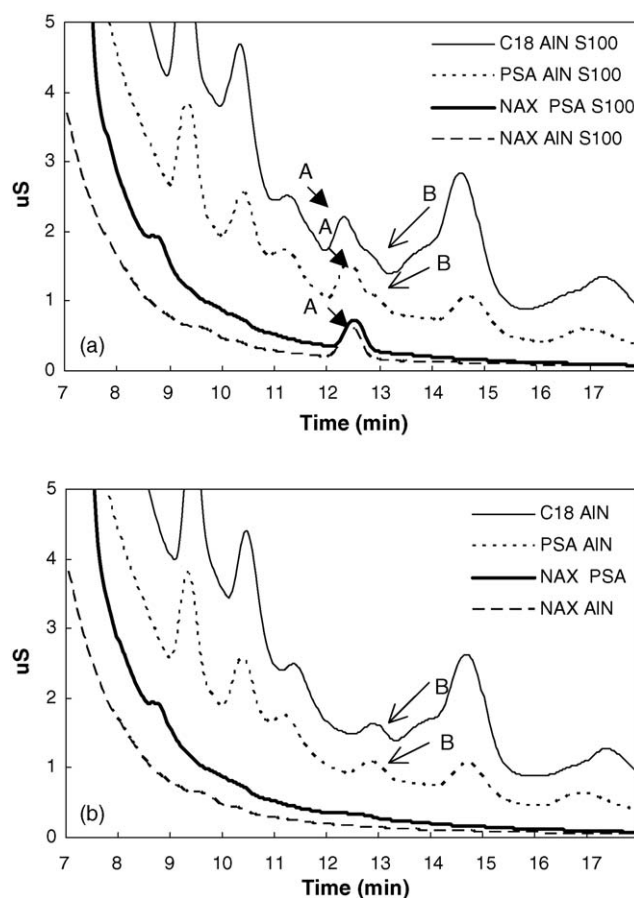 5
4
3
2
1
0
uS
C18 AIN S100
PSA AIN S100
NAX PSA S100
NAX AIN S100
A
A
A
B
B
(a)
7 8 9 10 11 12 13 14 15 16 17
Time (min)
5
4
3
2
1
0
uS
C18 AIN
PSA AIN
NAX PSA
NAX AIN
B
B
(b)
7 8 9 10 11 12 13 14 15 16 17
Time (min)